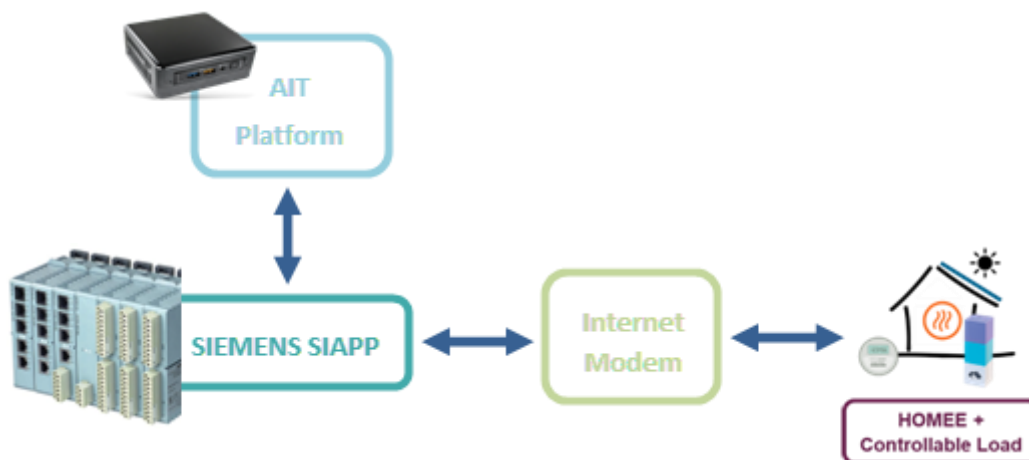 AIT
Platform
SIEMENS SIAPP
Internet
Modem
HOMEE +
Controllable Load